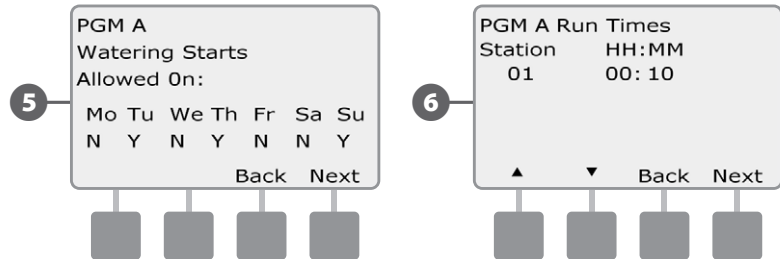 5
PGM A
Watering Starts
Allowed 0n:
Mo Tu We Th Fr Sa Su
N Y N Y N N Y
Back Next
6
PGM A Run Times
Station HH:MM
01 00: 10
▲ ▼ Back Next